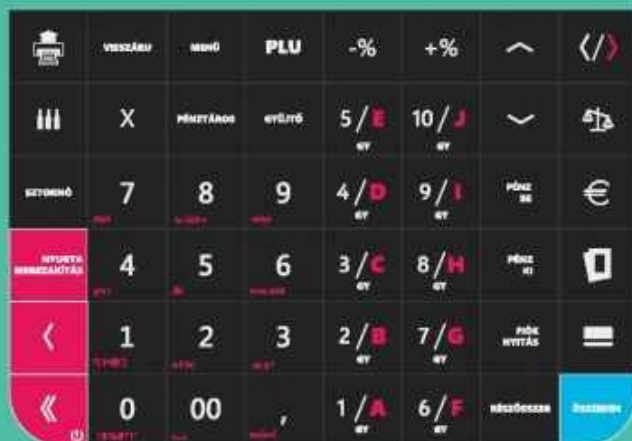 VISSZÁRU MENÜ PLU -% +% </>
X PÉNZTÁROS GYŰJTŐ 5/E GY 10/J GY
SZTORNÓ 7 8 9 4/D GY 9/I GY PÉNZ BE €
NYUGTA MEGSZAKÍTÁS 4 5 6 3/C GY 8/H GY PÉNZ KI
1 2 3 2/B GY 7/G GY FIÓK NYITÁS
0 00 , 1/A GY 6/F GY RÉSZÖSSZEG ÖSSZESEN